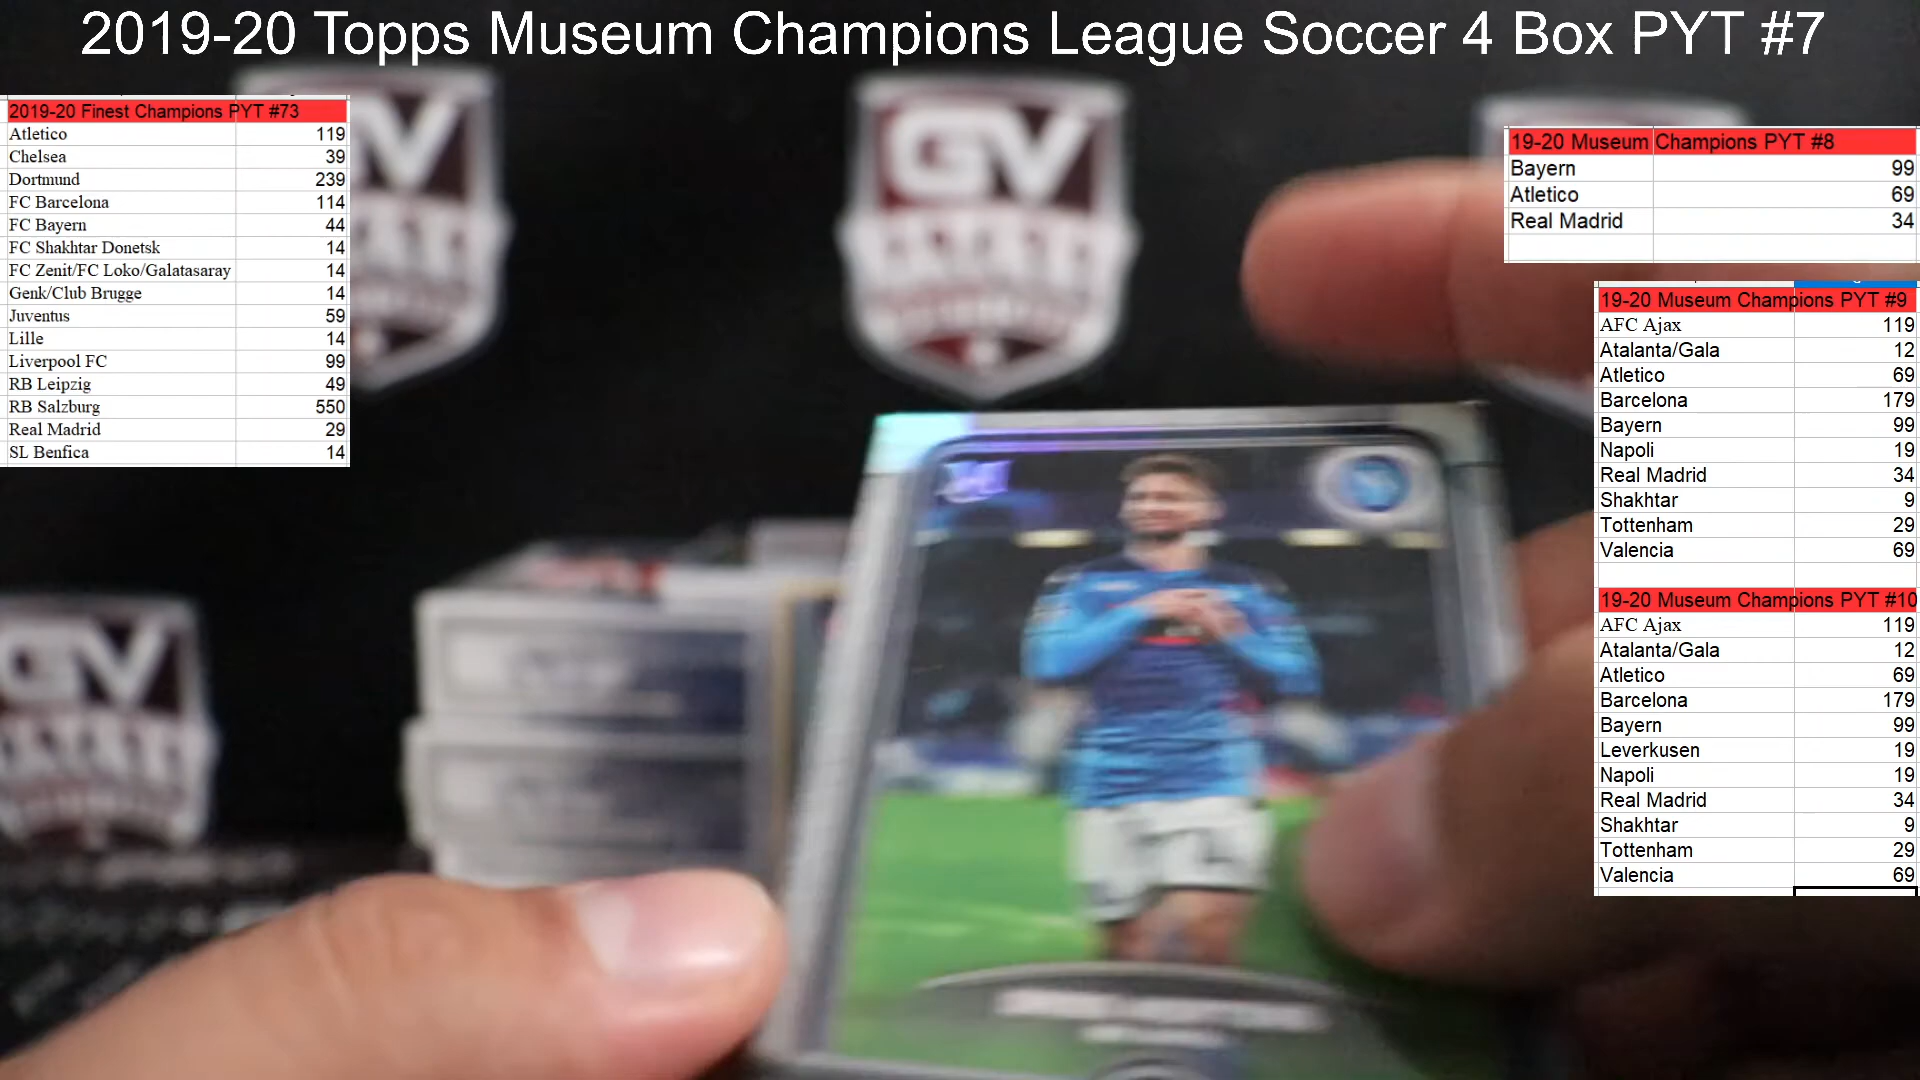 2019-20 Topps Museum Champions League Soccer 4 Box PYT #7
2019-20 Finest Champions PYT #73
Atletico 119
Chelsea 39
Dortmund 239
FC Barcelona 114
FC Bayern 44
FC Shakhtar Donetsk 14
FC Zenit/FC Loko/Galatasaray 14
Genk/Club Brugge 14
Juventus 59
Lille 14
Liverpool FC 99
RB Leipzig 49
RB Salzburg 550
Real Madrid 29
SL Benfica 14
GV
GV
GV
19-20 Museum Champions PYT #8
Bayern 99
Atletico 69
Real Madrid 34
19-20 Museum Champions PYT #9
AFC Ajax 119
Atalanta/Gala 12
Atletico 69
Barcelona 179
Bayern 99
Napoli 19
Real Madrid 34
Shakhtar 9
Tottenham 29
Valencia 69
19-20 Museum Champions PYT #10
AFC Ajax 119
Atalanta/Gala 12
Atletico 69
Barcelona 179
Bayern 99
Leverkusen 19
Napoli 19
Real Madrid 34
Shakhtar 9
Tottenham 29
Valencia 69